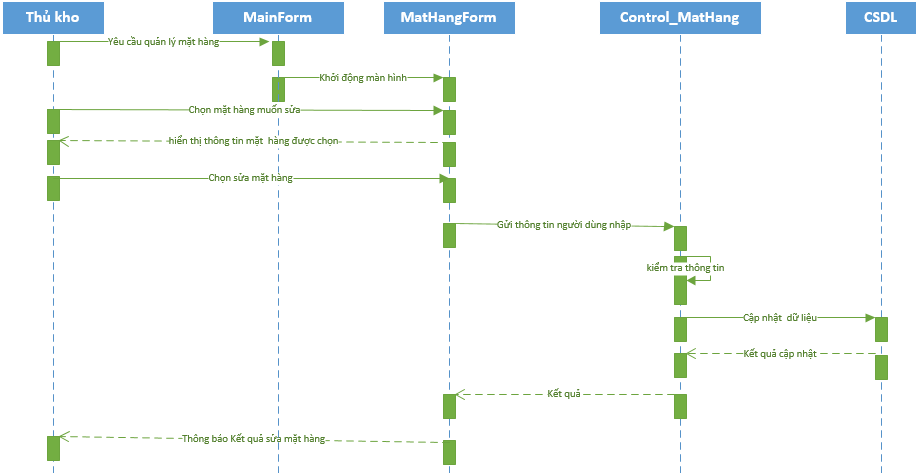 Thủ kho
MainForm
MatHangForm
Control_MatHang
CSDL
Yêu cầu quản lý mặt hàng
Khởi động màn hình
Chọn mặt hàng muốn sửa
hiển thị thông tin mặt hàng được chọn
Chọn sửa mặt hàng
Gửi thông tin người dùng nhập
kiểm tra thông tin
Cập nhật dữ liệu
Kết quả cập nhật
Kết quả
Thông báo Kết quả sửa mặt hàng